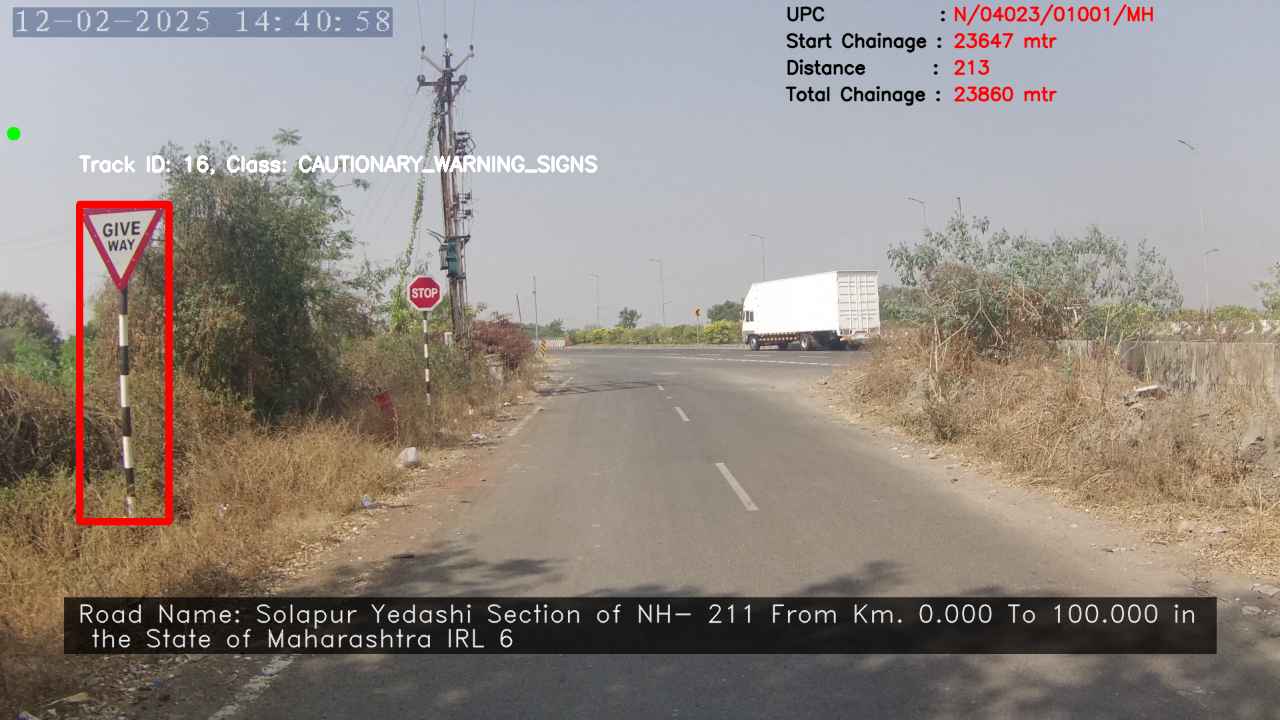 12-02-2025 14:40:58
UPC : N/04023/01001/MH
Start Chainage : 23647 mtr
Distance : 213
Total Chainage : 23860 mtr
Track ID: 16, Class: CAUTIONARY_WARNING_SIGNS
GIVE
WAY
STOP
Road Name: Solapur Yedashi Section of NH- 211 From Km. 0.000 To 100.000 in
the State of Maharashtra IRL 6